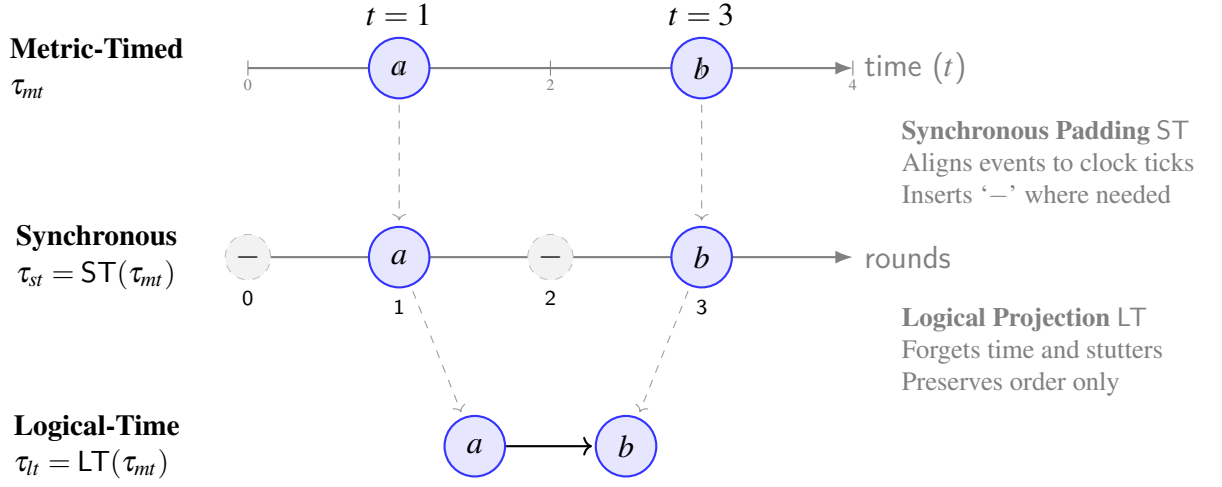 t = 1 t = 3
Metric-Timed
τmt
a b
time (t)
0 2 4
Synchronous Padding ST
Aligns events to clock ticks
Inserts ‘−’ where needed
Synchronous
τst = ST(τmt)
− a − b
rounds
0 1 2 3
Logical Projection LT
Forgets time and stutters
Preserves order only
Logical-Time
τlt = LT(τmt)
a b